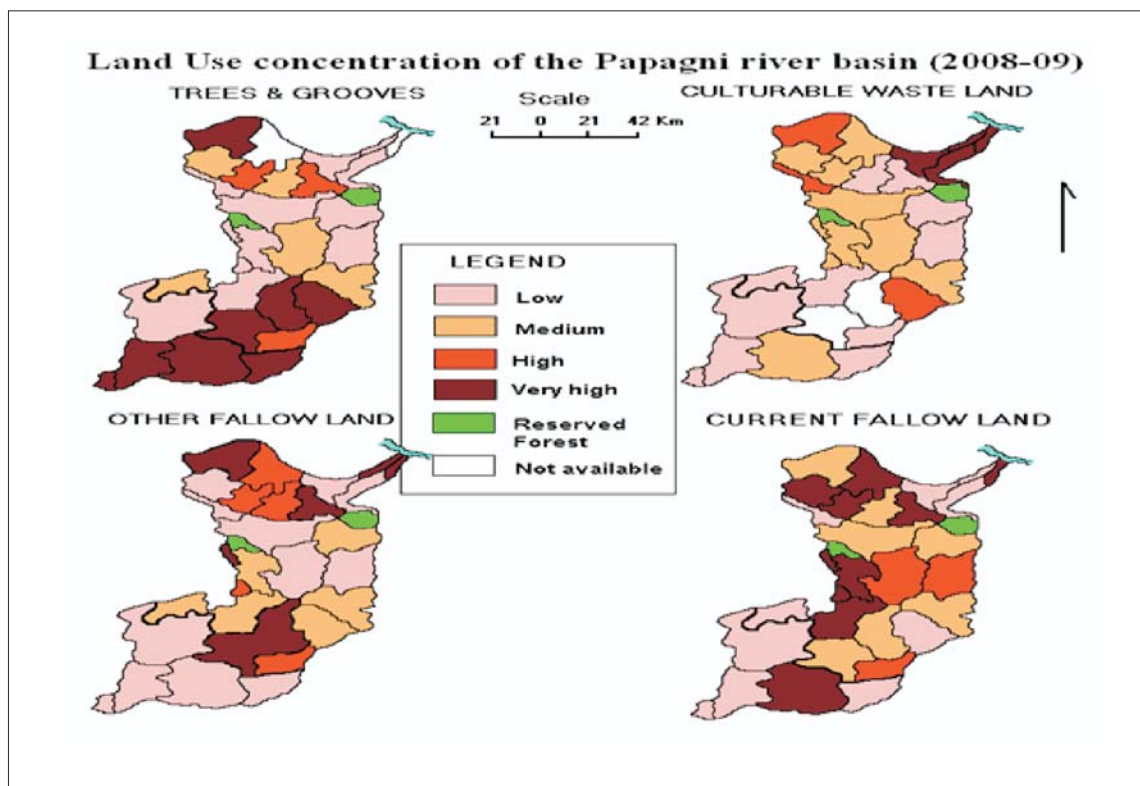 Land Use concentration of the Papagni river basin (2008-09)
TREES & GROOVES
Scale
21 0 21 42 Km
CULTURABLE WASTE LAND
LEGEND
Low
Medium
High
Very high
Reserved
Forest
Not available
OTHER FALLOW LAND
CURRENT FALLOW LAND